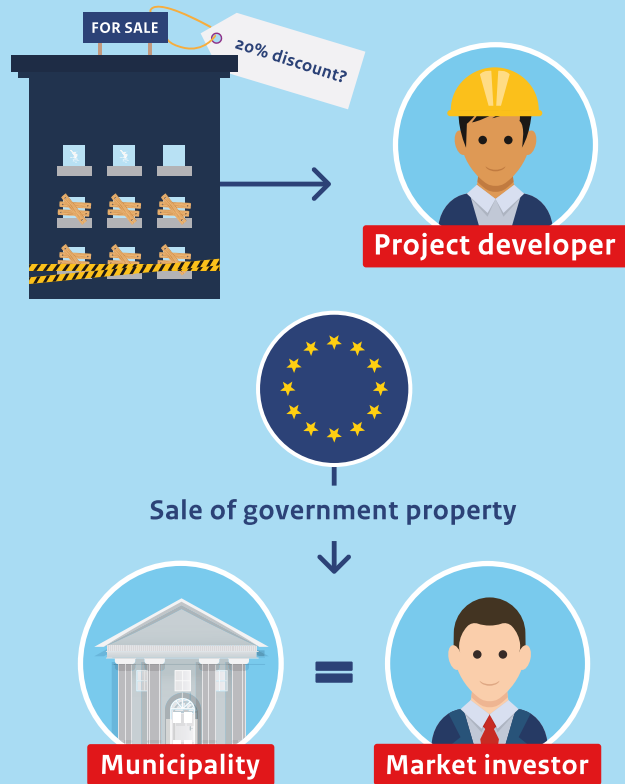 FOR SALE
20% discount?
Project developer
Sale of government property
Municipality
Market investor